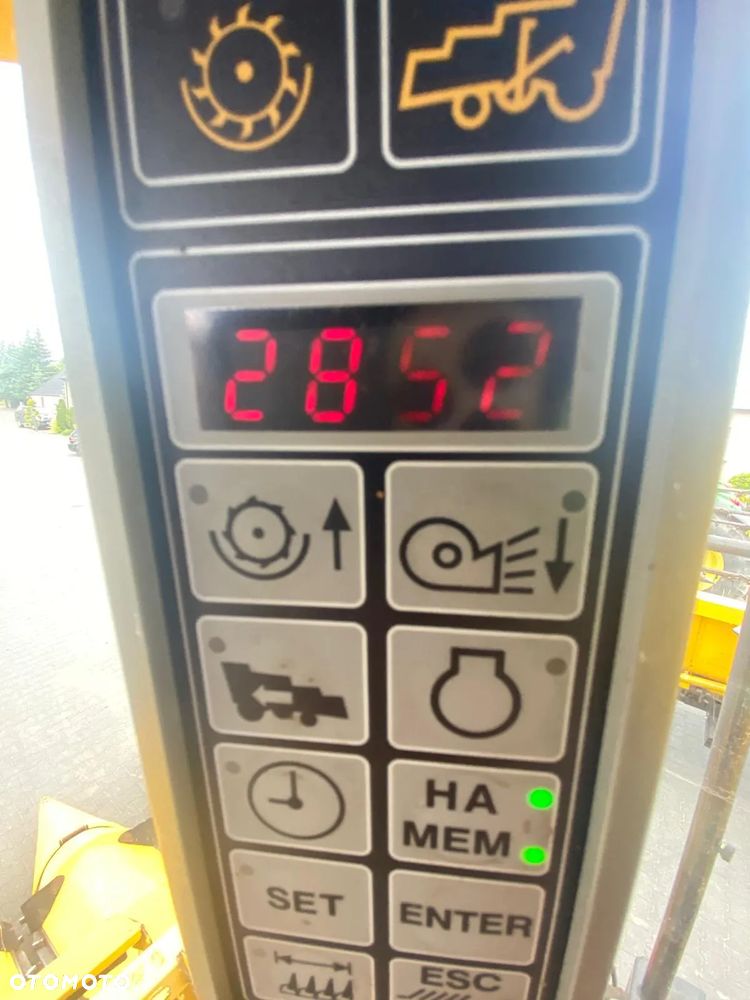 2852
HA
MEM
SET
ENTER
ESC
OTOMOTO